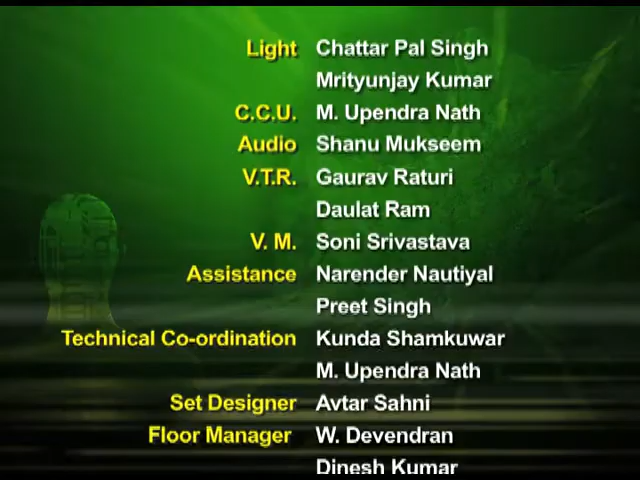 Light Chattar Pal Singh
Mrityunjay Kumar
C.C.U. M. Upendra Nath
Audio Shanu Mukseem
V.T.R. Gaurav Raturi
Daulat Ram
V. M. Soni Srivastava
Assistance Narender Nautiyal
Preet Singh
Technical Co-ordination Kunda Shamkuwar
M. Upendra Nath
Set Designer Avtar Sahni
Floor Manager W. Devendran
Dinesh Kumar